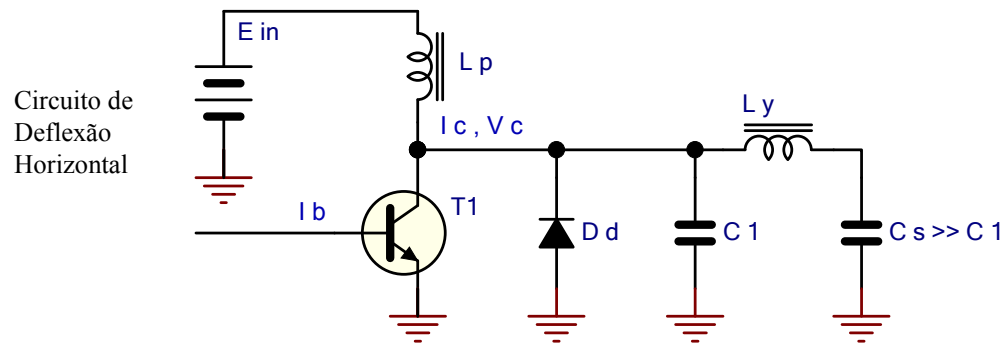 E in
L p
Circuito de
Deflexão
Horizontal
I c , V c
L y
I b
T1
D d
C 1
C s >> C 1